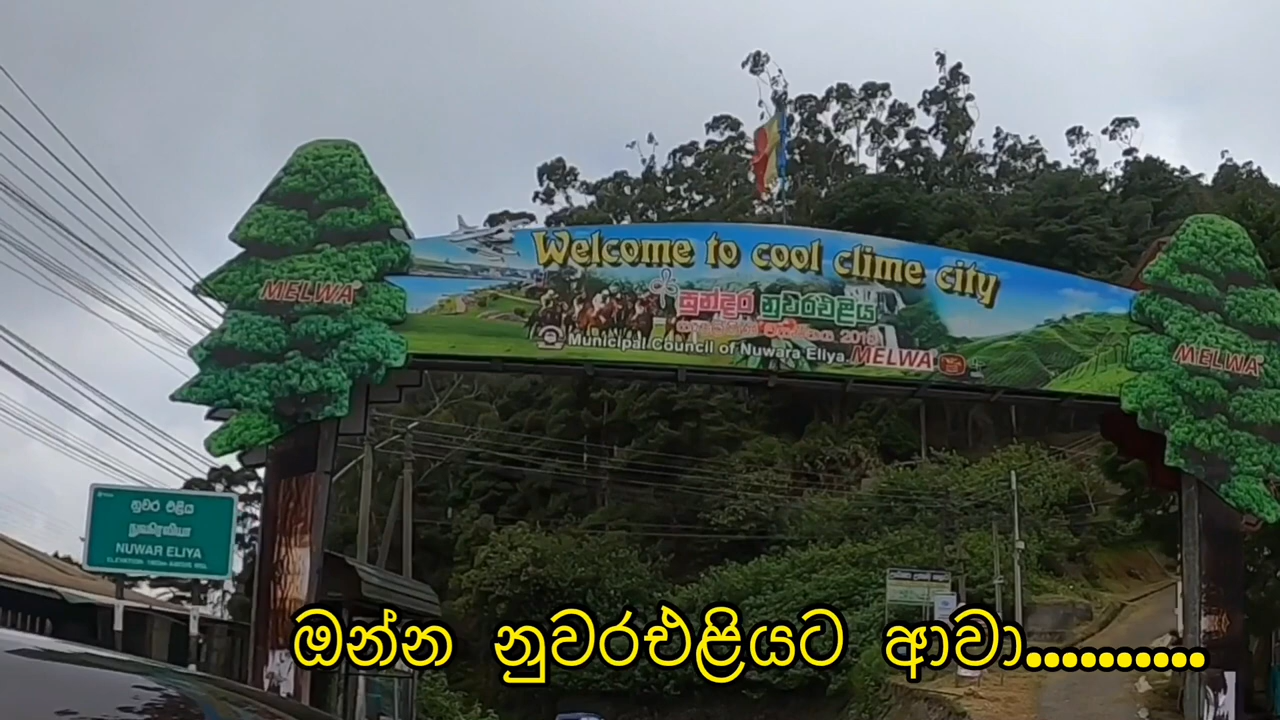 Welcome to cool clime city
සුන්දර නුවරඑළිය
Municipal Council of Nuwara Eliya
MELWA
MELWA
MELWA
නුවර එළිය
NUWAR ELIYA
ඔන්න නුවරඑළියට ආවා..........